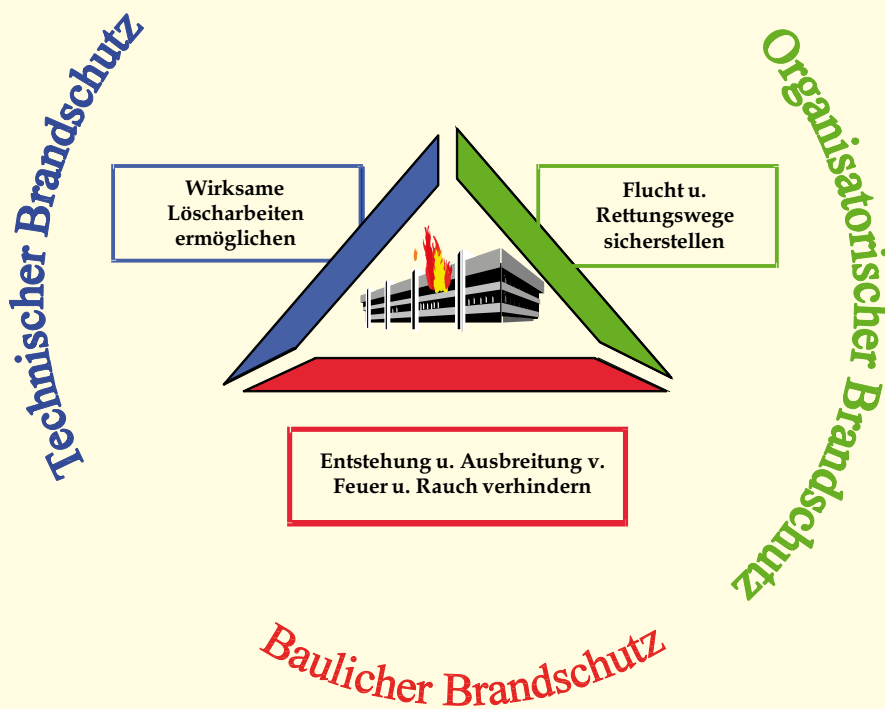 Technischer Brandschutz
Organisatorischer Brandschutz
Wirksame
Löscharbeiten
ermöglichen
Flucht u.
Rettungswege
sicherstellen
Entstehung u. Ausbreitung v.
Feuer u. Rauch verhindern
Baulicher Brandschutz